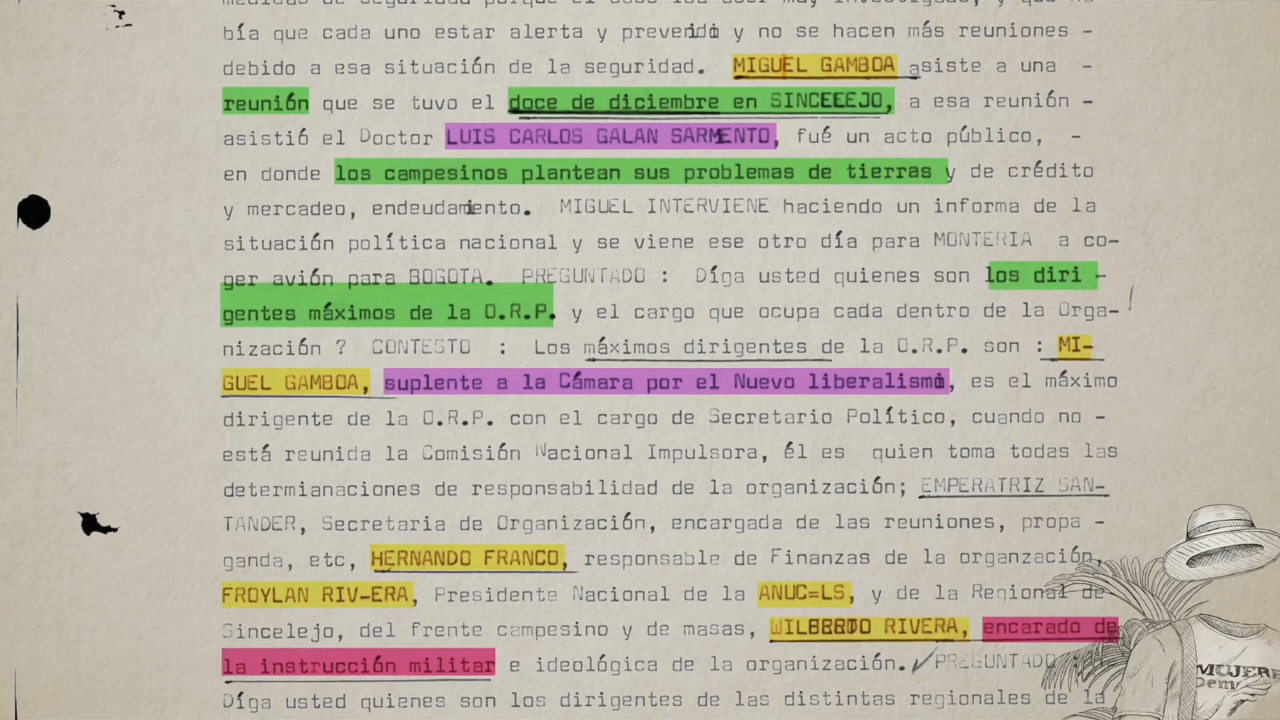 bía que cada uno estar alerta y prevenido y no se hacen más reuniones -
debido a esa situación de la seguridad. MIGUEL GAMBOA asiste a una -
reunión que se tuvo el doce de diciembre en SINCEEEJO, a esa reunión -
asistió el Doctor LUIS CARLOS GALAN SARMENTO, fué un acto público, -
en donde los campesinos plantean sus problemas de tierras y de crédito
y mercadeo, endeudamiento. MIGUEL INTERVIENE haciendo un informa de la
situación política nacional y se viene ese otro día para MONTERIA a co-
ger avión para BOGOTA. PREGUNTADO : Díga usted quienes son los diri -
gentes máximos de la O.R.P. y el cargo que ocupa cada dentro de la Orga-
nización ? CONTESTO : Los máximos dirigentes de la O.R.P. son : MI-
GUEL GAMBOA, suplente a la Cámara por el Nuevo liberalismo, es el máximo
dirigente de la O.R.P. con el cargo de Secretario Político, cuando no -
está reunida la Comisión Nacional Impulsora, él es quien toma todas las
determianaciones de responsabilidad de la organización; EMPERATRIZ SAN-
TANDER, Secretaria de Organización, encargada de las reuniones, propa -
ganda, etc, HERNANDO FRANCO, responsable de Finanzas de la organzación,
FROYLAN RIV-ERA, Presidente Nacional de la ANUC=LS, y de la Regional de
Sincelejo, del frente campesino y de masas, WILBERTO RIVERA, encarado de
la instrucción militar e ideológica de la organización. PREGUNTADO :
Díga usted quienes son los dirigentes de las distintas regionales de la
MUJERE
Dem